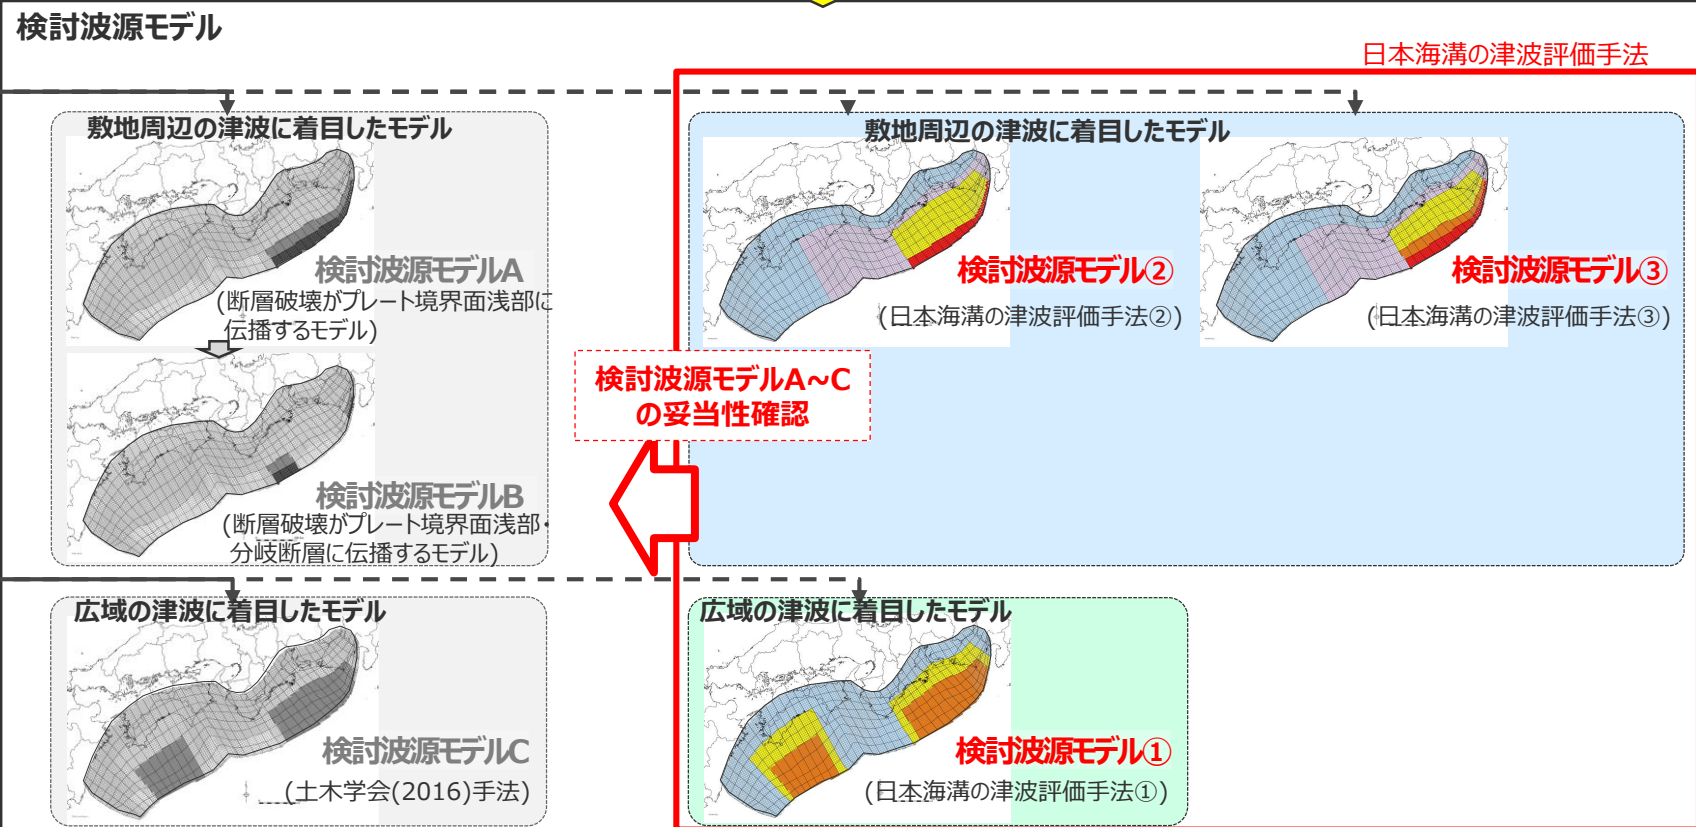 検討波源モデル
日本海溝の津波評価手法
敷地周辺の津波に着目したモデル
検討波源モデルA
(断層破壊がプレート境界面浅部に
伝播するモデル)
検討波源モデルB
(断層破壊がプレート境界面浅部・
分岐断層に伝播するモデル)
敷地周辺の津波に着目したモデル
検討波源モデル②
(日本海溝の津波評価手法②)
検討波源モデル③
(日本海溝の津波評価手法③)
検討波源モデルA~C
の妥当性確認
広域の津波に着目したモデル
検討波源モデルC
(土木学会(2016)手法)
広域の津波に着目したモデル
検討波源モデル①
(日本海溝の津波評価手法①)